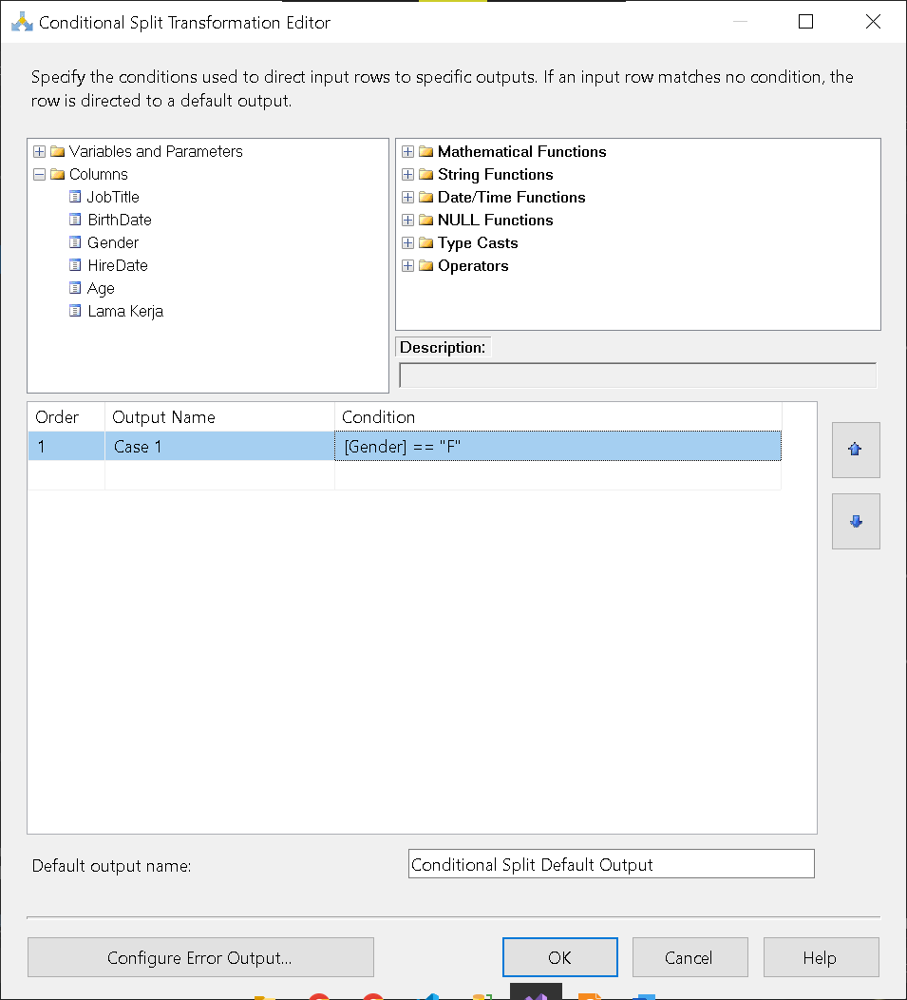 Conditional Split Transformation Editor
Specify the conditions used to direct input rows to specific outputs. If an input row matches no condition, the
row is directed to a default output.
Variables and Parameters
Columns
JobTitle
BirthDate
Gender
HireDate
Age
Lama Kerja
Mathematical Functions
String Functions
Date/Time Functions
NULL Functions
Type Casts
Operators
Description:
Order Output Name Condition
1 Case 1 [Gender] == "F"
Default output name: Conditional Split Default Output
Configure Error Output... OK Cancel Help